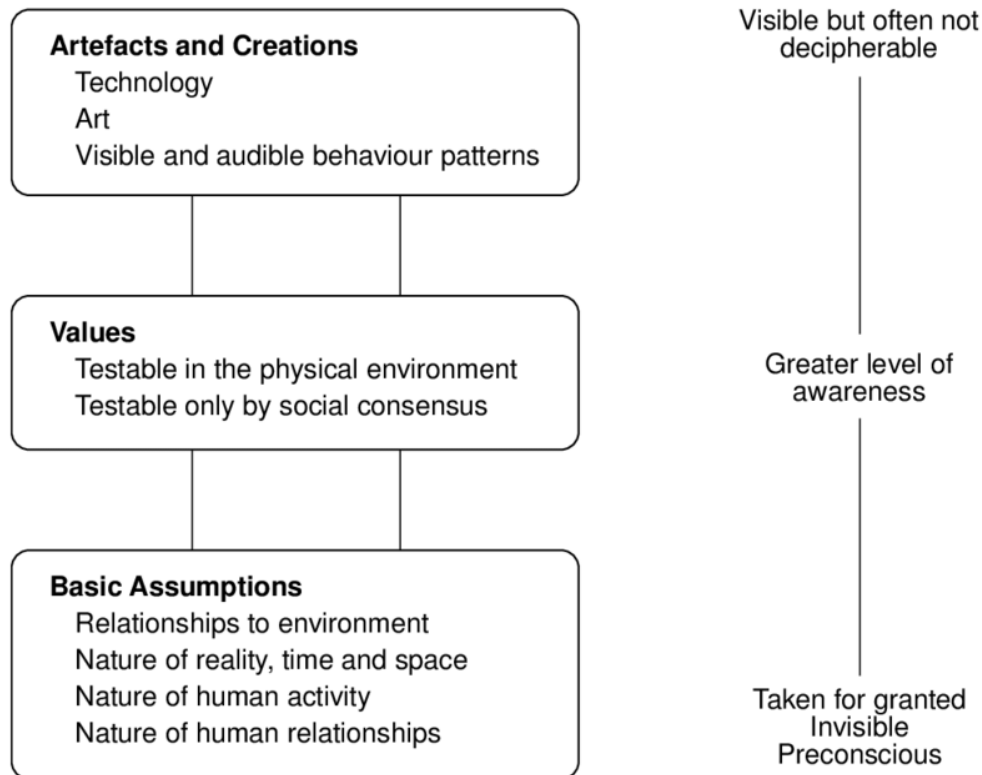 Artefacts and Creations
Technology
Art
Visible and audible behaviour patterns
Visible but often not
decipherable
Values
Testable in the physical environment
Testable only by social consensus
Greater level of
awareness
Basic Assumptions
Relationships to environment
Nature of reality, time and space
Nature of human activity
Nature of human relationships
Taken for granted
Invisible
Preconscious